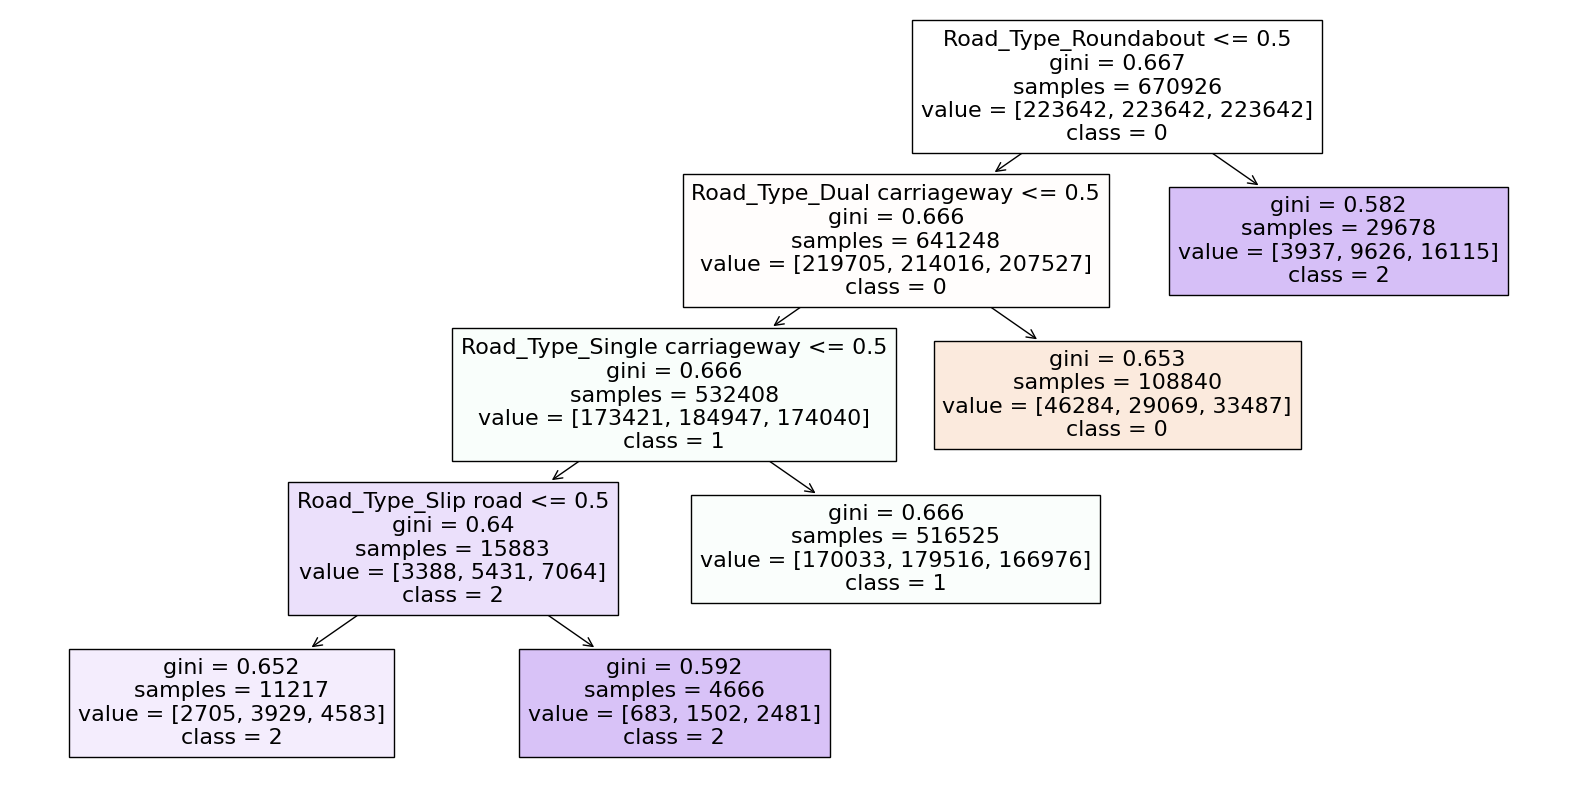 Road_Type_Roundabout <= 0.5
gini = 0.667
samples = 670926
value = [223642, 223642, 223642]
class = 0
Road_Type_Dual carriageway <= 0.5
gini = 0.666
samples = 641248
value = [219705, 214016, 207527]
class = 0
gini = 0.582
samples = 29678
value = [3937, 9626, 16115]
class = 2
Road_Type_Single carriageway <= 0.5
gini = 0.666
samples = 532408
value = [173421, 184947, 174040]
class = 1
gini = 0.653
samples = 108840
value = [46284, 29069, 33487]
class = 0
Road_Type_Slip road <= 0.5
gini = 0.64
samples = 15883
value = [3388, 5431, 7064]
class = 2
gini = 0.666
samples = 516525
value = [170033, 179516, 166976]
class = 1
gini = 0.652
samples = 11217
value = [2705, 3929, 4583]
class = 2
gini = 0.592
samples = 4666
value = [683, 1502, 2481]
class = 2